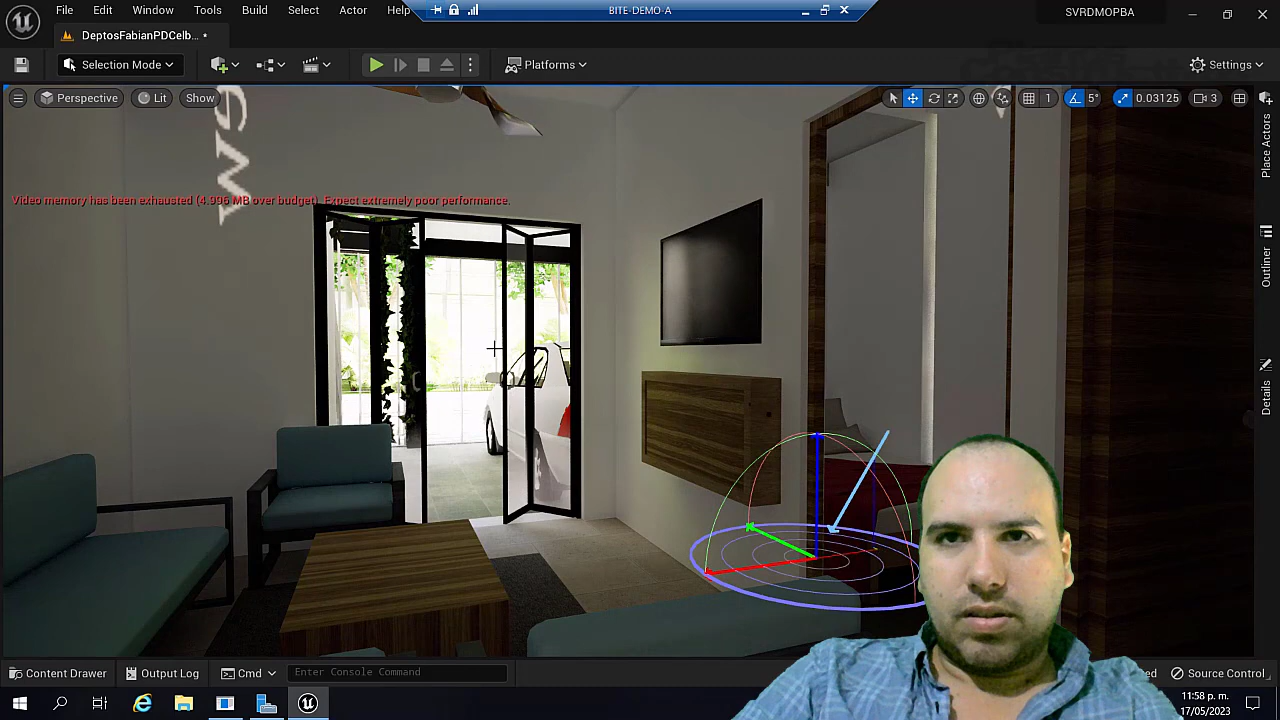 File Edit Window Tools Build Select Actor Help
BITE-DEMO-A
SVRDMOPBA
DeptosFabianPDCelb... •
Selection Mode
Platforms
Settings
Perspective
Lit
Show
1
5°
0.03125
3
Place Actors
Outliner
Details
Video memory has been exhausted (4.996 MB over budget). Expect extremely poor performance.
Content Drawer
Output Log
Cmd
Enter Console Command
Source Control
11:58 p. m.
17/05/2023